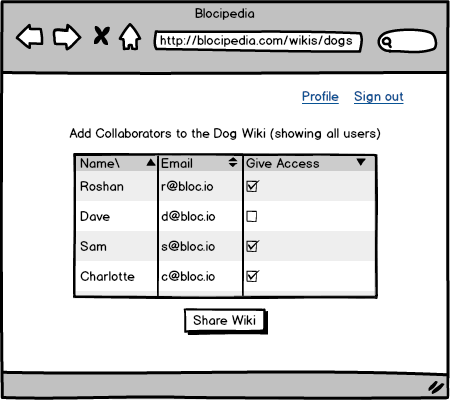 Blocipedia
http://blocipedia.com/wikis/dogs
Profile Sign out
Add Collaborators to the Dog Wiki (showing all users)
Name\ Email Give Access
Roshan r@bloc.io
Dave d@bloc.io
Sam s@bloc.io
Charlotte c@bloc.io
Share Wiki